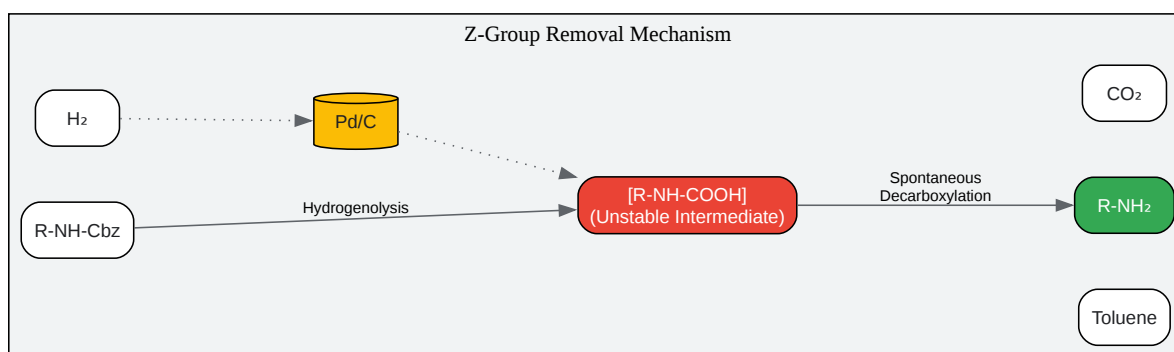 Z-Group Removal Mechanism
H₂
Pd/C
CO₂
R-NH-Cbz
Hydrogenolysis
[R-NH-COOH]
(Unstable Intermediate)
Spontaneous
Decarboxylation
R-NH₂
Toluene